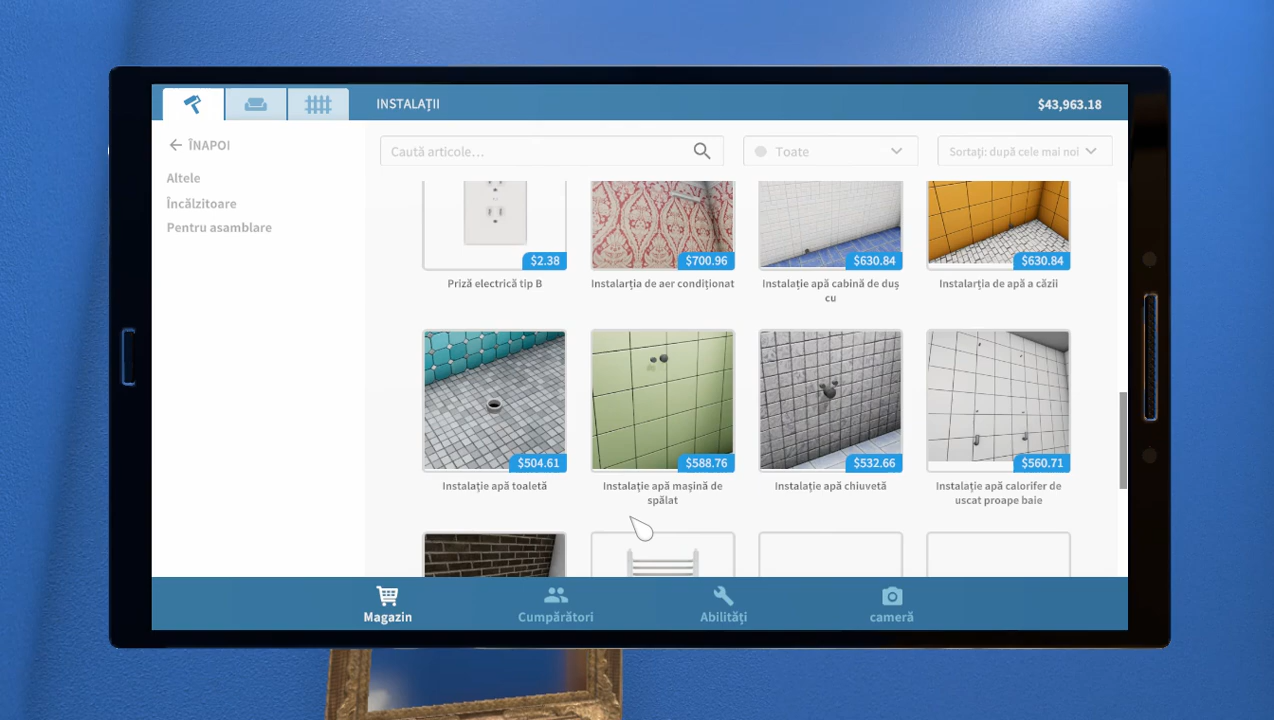 INSTALAȚII
$43,963.18
ÎNAPOI
Caută articole...
Toate
Sortați: după cele mai noi
Altele
Încălzitoare
Pentru asamblare
$2.38
$700.96
$630.84
$630.84
Priză electrică tip B
Instalarția de aer condiționat
Instalație apă cabină de duș
cu
Instalarția de apă a căzii
$504.61
$588.76
$532.66
$560.71
Instalație apă toaletă
Instalație apă mașină de
spălat
Instalație apă chiuvetă
Instalație apă calorifer de
uscat proape baie
Magazin
Cumpărători
Abilități
cameră